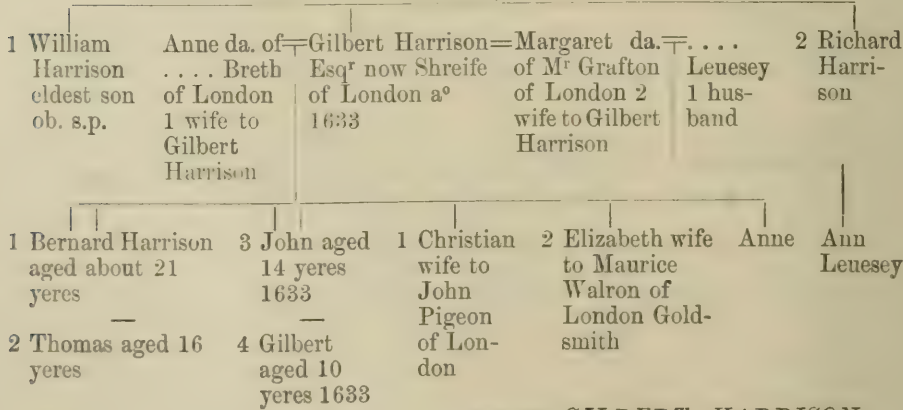 1 William
Harrison
eldest son
ob. s.p.
Anne da. of
.... Breth
of London
1 wife to
Gilbert
Harrison
Gilbert Harrison
Esqʳ now Shreife
of London aº
1633
Margaret da.
of Mʳ Grafton
of London 2
wife to Gilbert
Harrison
....
Leuesey
1 hus-
band
2 Richard
Harri-
son
1 Bernard Harrison
aged about 21
yeres
2 Thomas aged 16
yeres
3 John aged
14 yeres
1633
4 Gilbert
aged 10
yeres 1633
1 Christian
wife to
John
Pigeon
of Lon-
don
2 Elizabeth wife
to Maurice
Walron of
London Gold-
smith
Anne
Ann
Leuesey
HARRISON